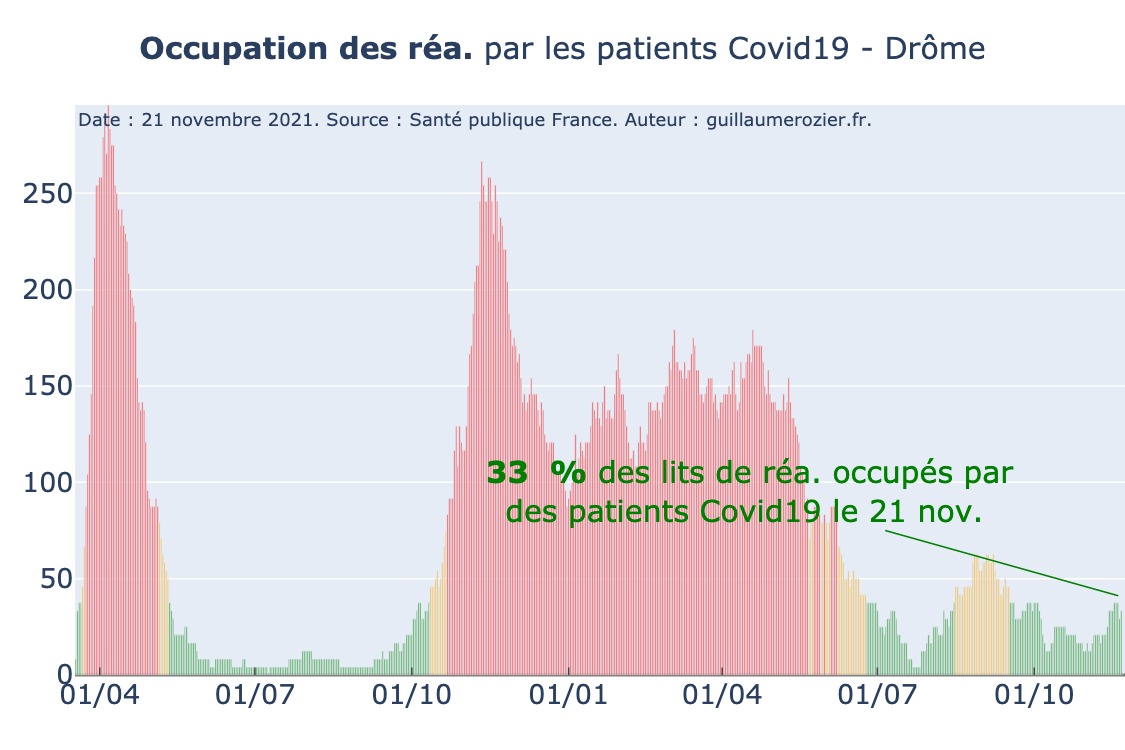 Occupation des réa. par les patients Covid19 - Drôme
Date : 21 novembre 2021. Source : Santé publique France. Auteur : guillaumerozier.fr.
250
200
150
100
50
0
33 % des lits de réa. occupés par
des patients Covid19 le 21 nov.
01/04 01/07 01/10 01/01 01/04 01/07 01/10